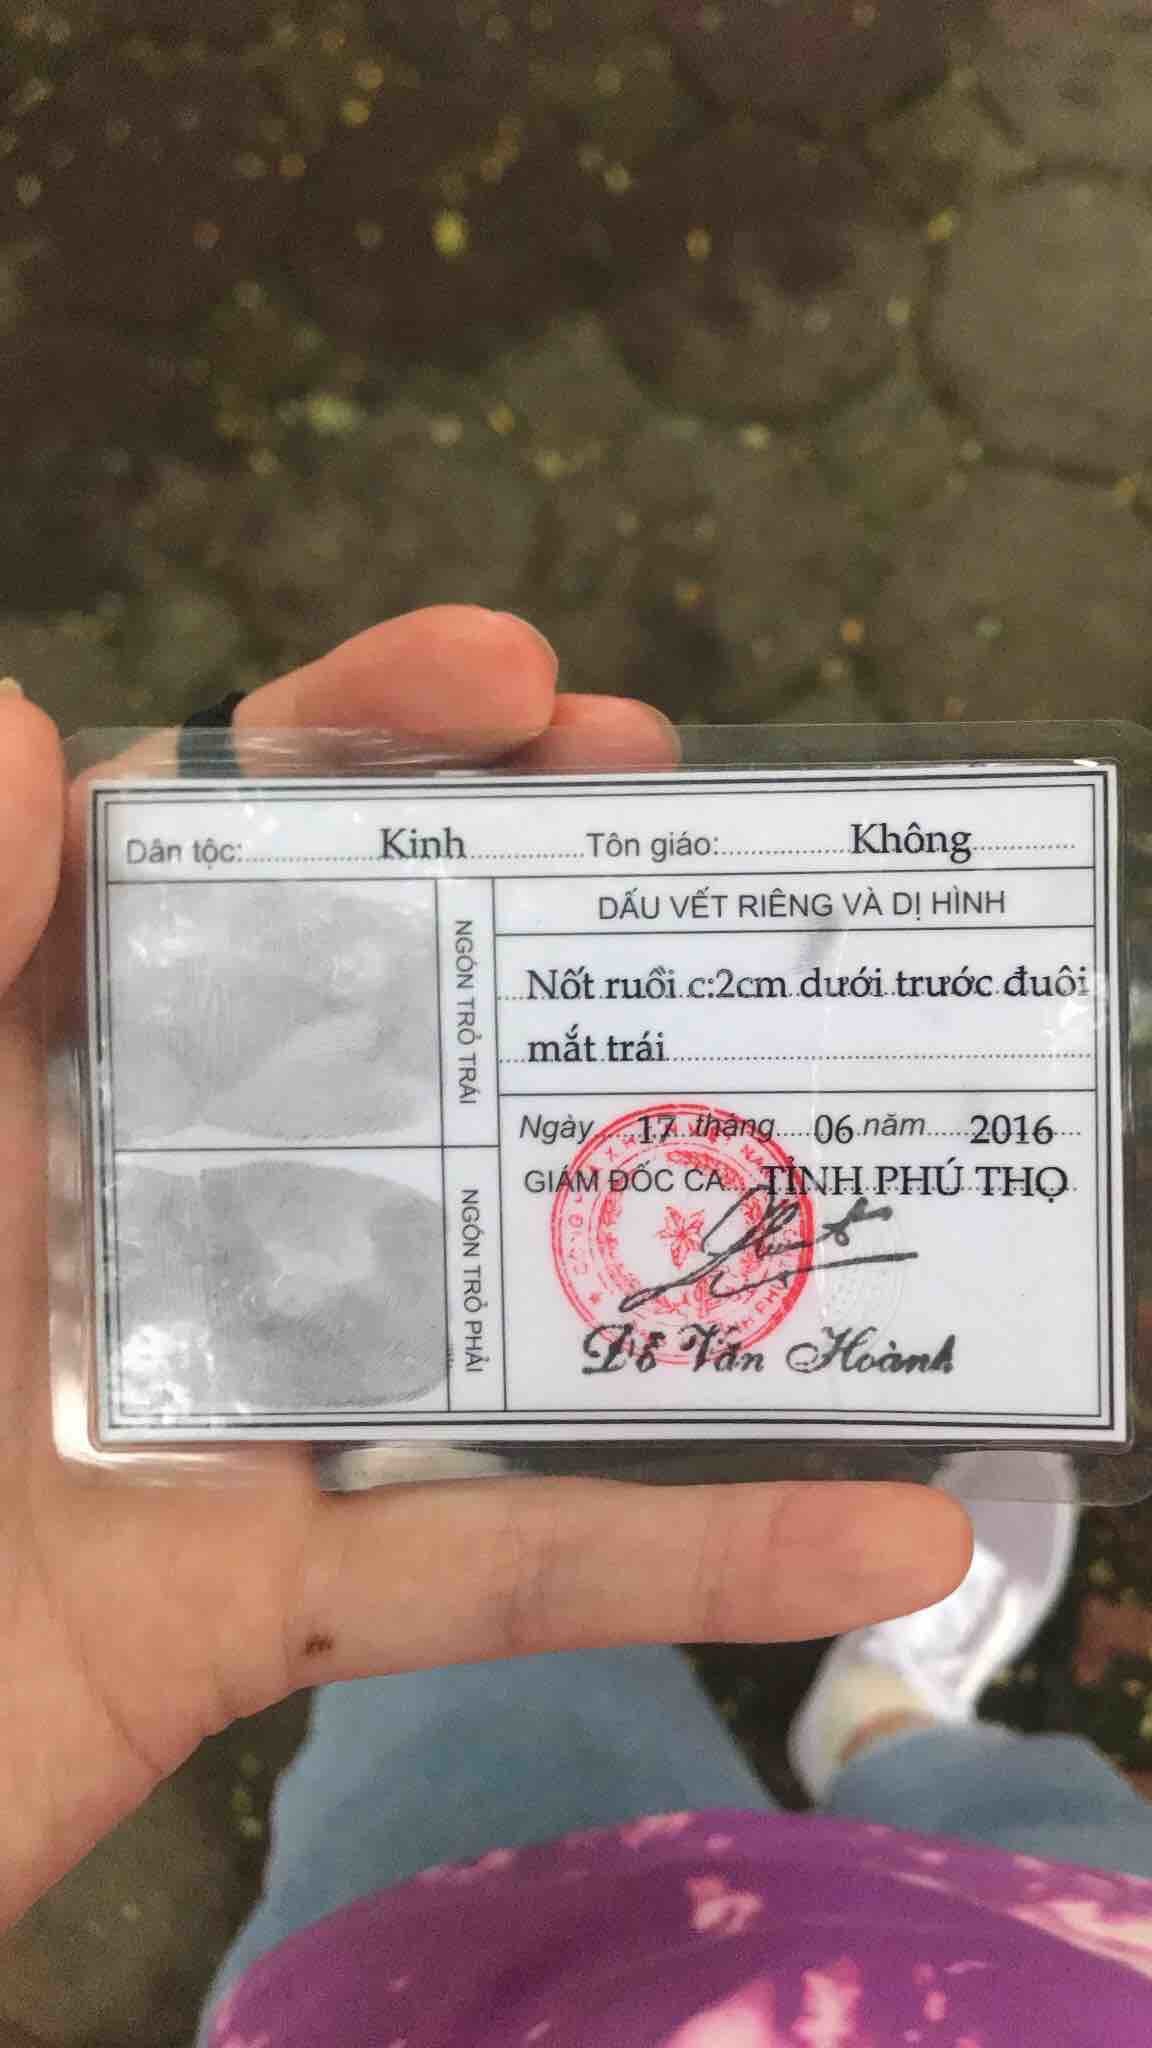 Dân tộc: Kinh Tôn giáo: Không
NGÓN TRỎ TRÁI
DẤU VẾT RIÊNG VÀ DỊ HÌNH
Nốt ruồi c:2cm dưới trước đuôi
mắt trái
NGÓN TRỎ PHẢI
Ngày 17 tháng 06 năm 2016
GIÁM ĐỐC CA TỈNH PHÚ THỌ
Đỗ Văn Hoành